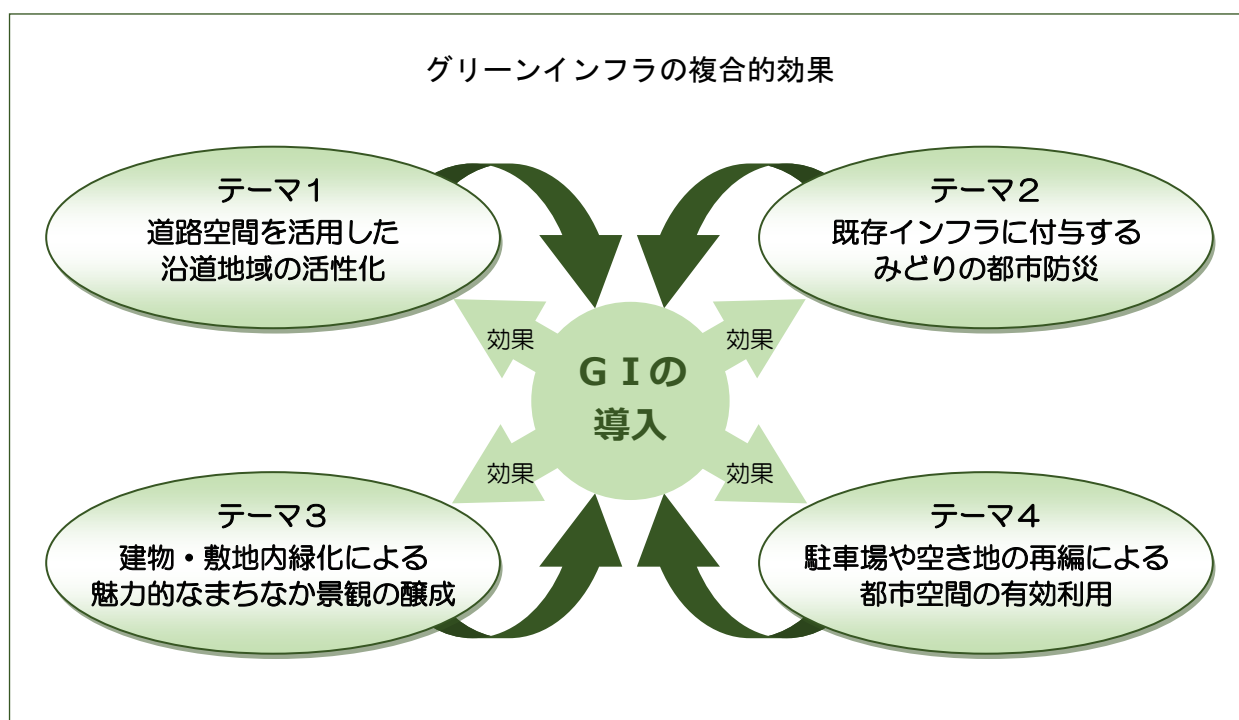 グリーンインフラの複合的効果
テーマ１
道路空間を活用した
沿道地域の活性化
テーマ２
既存インフラに付与する
みどりの都市防災
効果
効果
ＧＩの
導入
効果
効果
テーマ３
建物・敷地内緑化による
魅力的なまちなか景観の醸成
テーマ４
駐車場や空き地の再編による
都市空間の有効利用